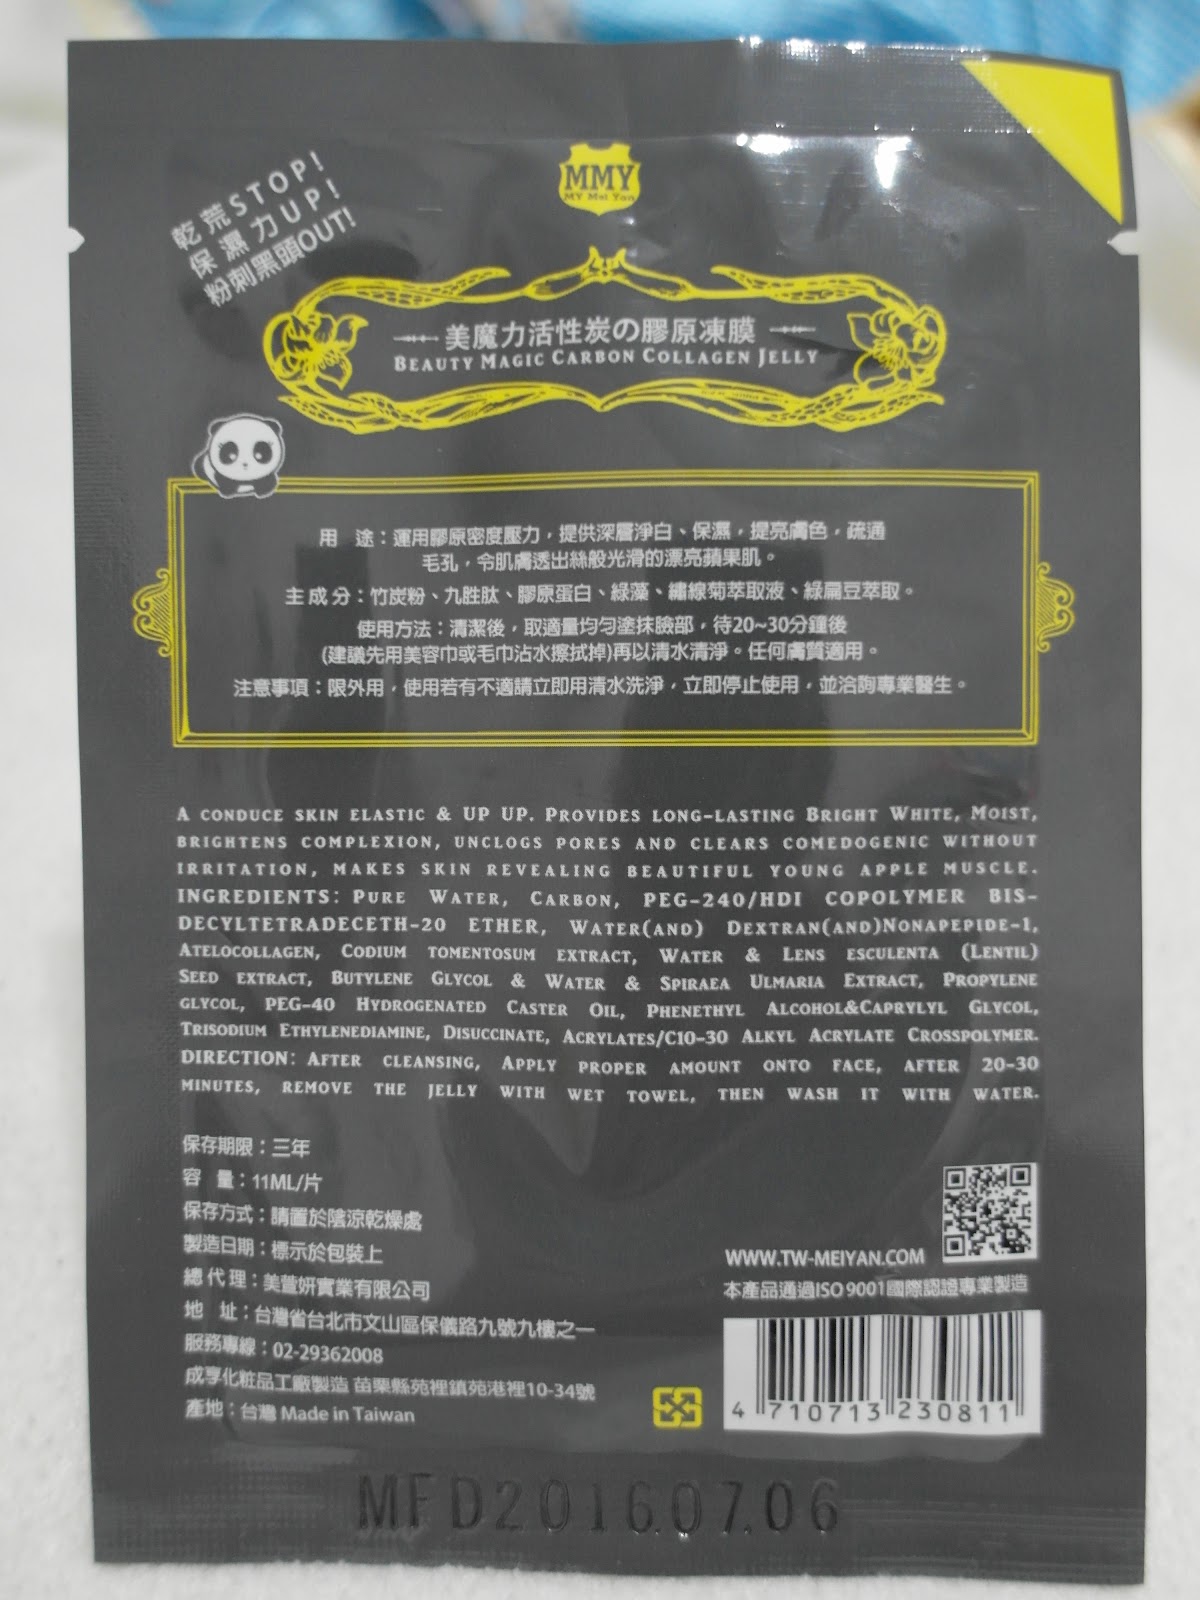 乾荒STOP!
保濕力UP!
粉刺黑頭OUT!
MMY
MY Mei Yan
美魔力活性炭の膠原凍膜
BEAUTY MAGIC CARBON COLLAGEN JELLY
用 途：運用膠原密度壓力，提供深層淨白、保濕，提亮膚色，疏通
毛孔，令肌膚透出絲般光滑的漂亮蘋果肌。
主成分：竹炭粉、九胜肽、膠原蛋白、綠藻、繡線菊萃取液、綠扁豆萃取。
使用方法：清潔後，取適量均勻塗抹臉部，待20~30分鐘後
(建議先用美容巾或毛巾沾水擦拭掉)再以清水清淨。任何膚質適用。
注意事項：限外用，使用若有不適請立即用清水洗淨，立即停止使用，並洽詢專業醫生。
A CONDUCE SKIN ELASTIC & UP UP. PROVIDES LONG-LASTING BRIGHT WHITE, MOIST,
BRIGHTENS COMPLEXION, UNCLOGS PORES AND CLEARS COMEDOGENIC WITHOUT
IRRITATION, MAKES SKIN REVEALING BEAUTIFUL YOUNG APPLE MUSCLE.
INGREDIENTS: PURE WATER, CARBON, PEG-240/HDI COPOLYMER BIS-
DECYLTETRADECETH-20 ETHER, WATER(AND) DEXTRAN(AND)NONAPEPIDE-1,
ATELOCOLLAGEN, CODIUM TOMENTOSUM EXTRACT, WATER & LENS ESCULENTA (LENTIL)
SEED EXTRACT, BUTYLENE GLYCOL & WATER & SPIRAEA ULMARIA EXTRACT, PROPYLENE
GLYCOL, PEG-40 HYDROGENATED CASTER OIL, PHENETHYL ALCOHOL&CAPRYLYL GLYCOL,
TRISODIUM ETHYLENEDIAMINE, DISUCCINATE, ACRYLATES/C10-30 ALKYL ACRYLATE CROSSPOLYMER.
DIRECTION: AFTER CLEANSING, APPLY PROPER AMOUNT ONTO FACE, AFTER 20-30
MINUTES, REMOVE THE JELLY WITH WET TOWEL, THEN WASH IT WITH WATER.
保存期限：三年
容 量：11ML/片
保存方式：請置於陰涼乾燥處
製造日期：標示於包裝上
總代理：美萱妍實業有限公司
地 址：台灣省台北市文山區保儀路九號九樓之一
服務專線：02-29362008
成享化粧品工廠製造 苗栗縣苑裡鎮苑港裡10-34號
產地：台灣 Made in Taiwan
WWW.TW-MEIYAN.COM
本產品通過ISO 9001國際認證專業製造
4 710713 230811
MFD2016.07.06